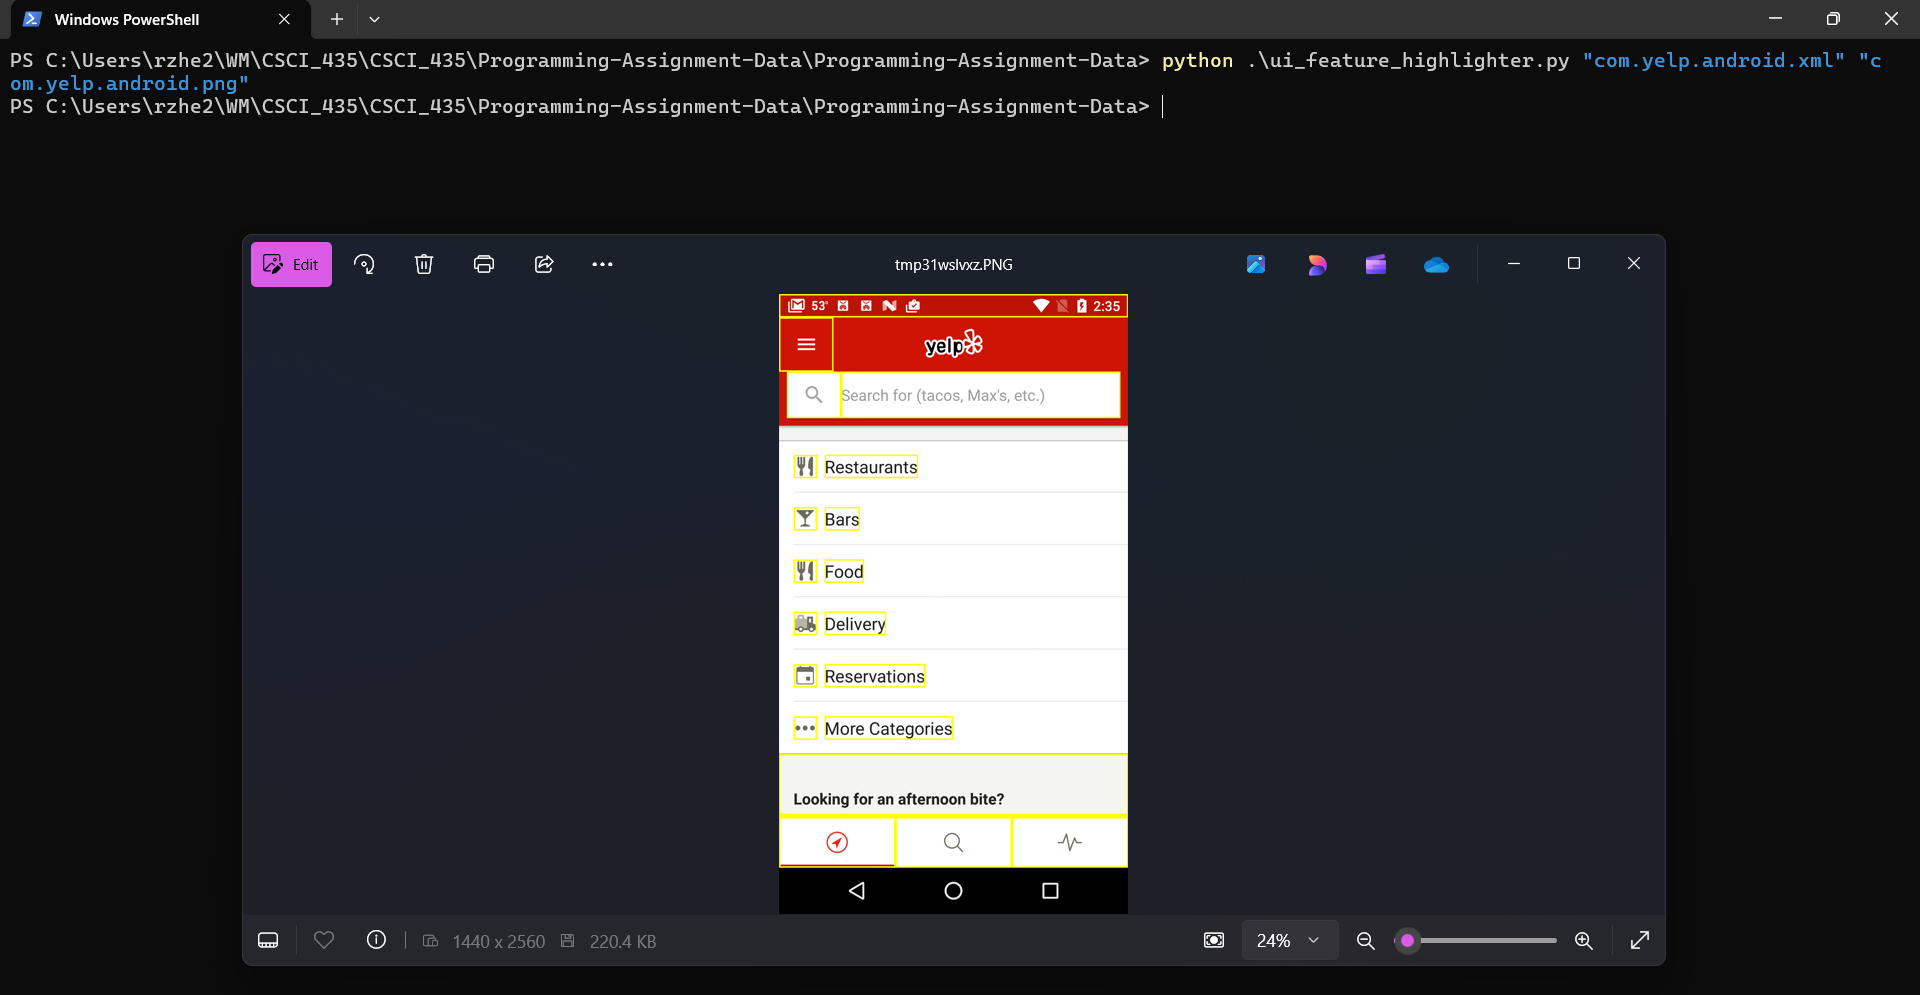 Windows PowerShell
PS C:\Users\rzhe2\WM\CSCI_435\CSCI_435\Programming-Assignment-Data\Programming-Assignment-Data> python .\ui_feature_highlighter.py "com.yelp.android.xml" "c
om.yelp.android.png"
PS C:\Users\rzhe2\WM\CSCI_435\CSCI_435\Programming-Assignment-Data\Programming-Assignment-Data>
Edit
tmp31wslvxz.PNG
53° 2:35
yelp
Search for (tacos, Max's, etc.)
Restaurants
Bars
Food
Delivery
Reservations
More Categories
Looking for an afternoon bite?
1440 x 2560 220.4 KB 24%